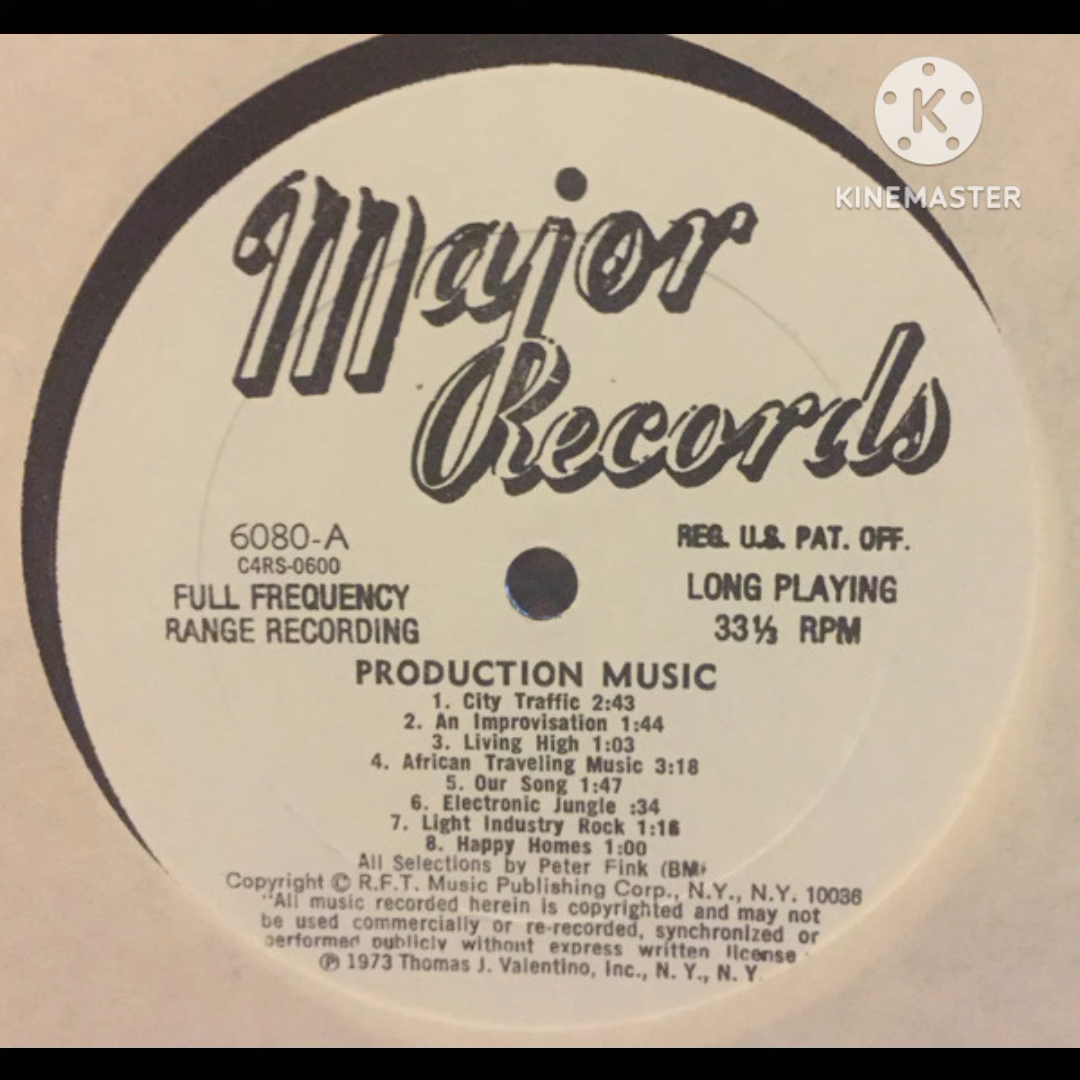 K
KINEMASTER
Major
Records
6080-A
C4RS-0600
FULL FREQUENCY
RANGE RECORDING
REG. U.S. PAT. OFF.
LONG PLAYING
33⅓ RPM
PRODUCTION MUSIC
1. City Traffic 2:43
2. An Improvisation 1:44
3. Living High 1:03
4. African Traveling Music 3:18
5. Our Song 1:47
6. Electronic Jungle :34
7. Light Industry Rock 1:18
8. Happy Homes 1:00
All Selections by Peter Fink (BM
Copyright © R.F.T. Music Publishing Corp., N.Y., N.Y. 10036
"All music recorded herein is copyrighted and may not
be used commercially or re-recorded, synchronized or
performed publicly without express written license
℗ 1973 Thomas J. Valentino, Inc., N. Y., N. Y.